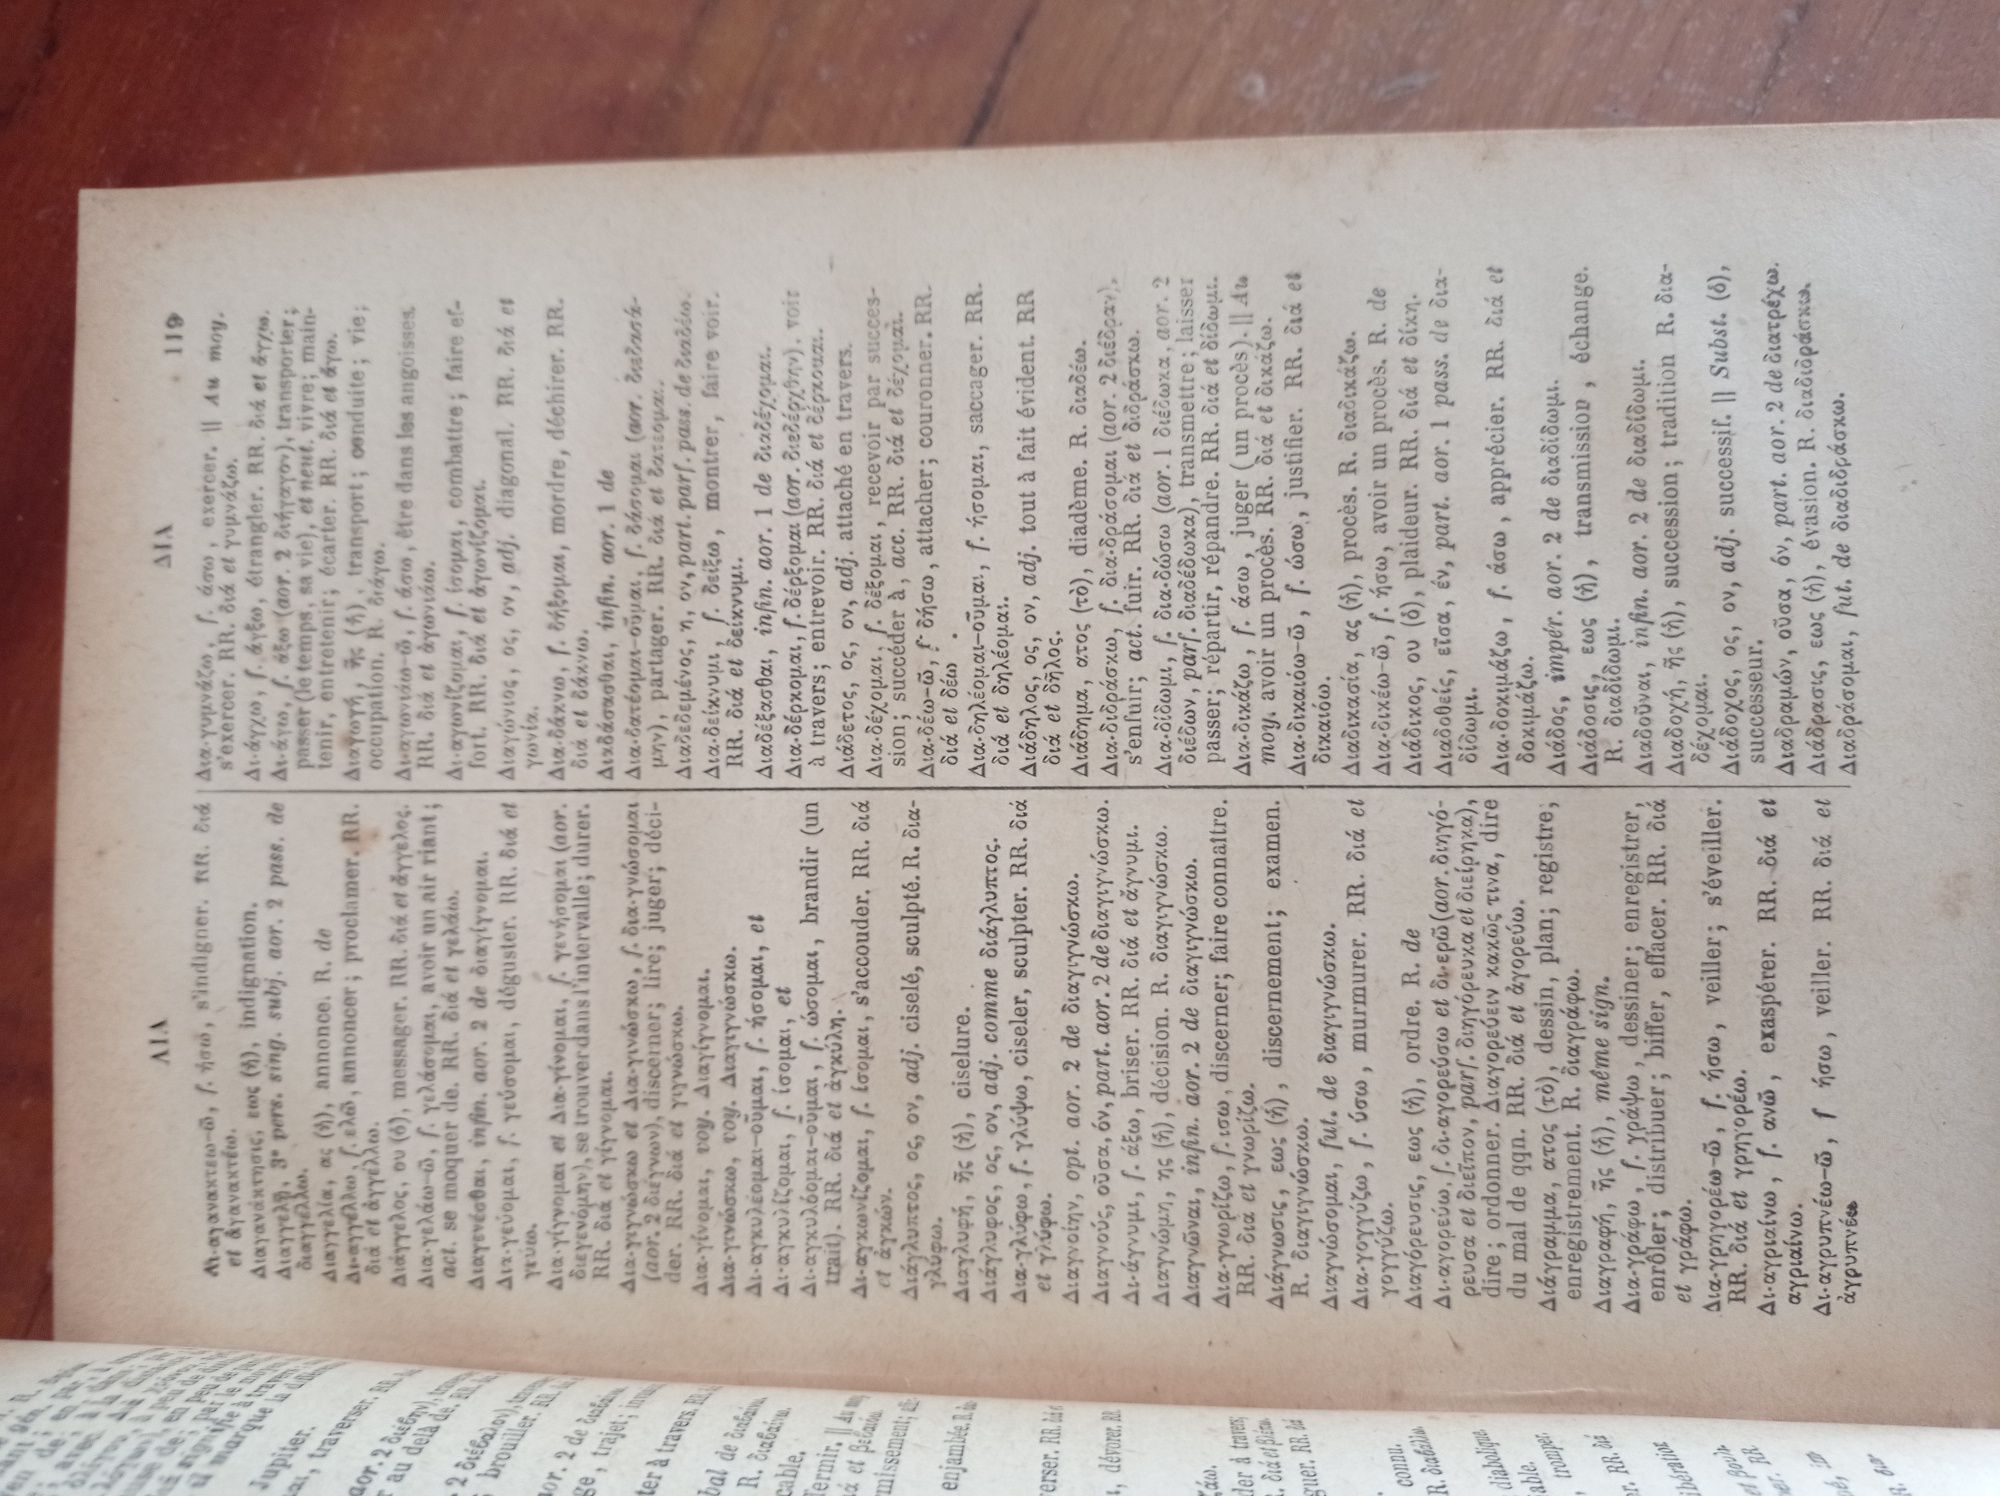 ΔΙΑ ΔΙΑ 119
Δι-αγανακτέω-ῶ, f. ήσω, s'indigner. RR. διά
et ἀγανακτέω.
Διαγανάκτησις, εως (ἡ), indignation.
Διαγγελῇ, 3e pers. sing. subj. aor. 2 pass. de
διαγγέλλω.
Διαγγελία, ας (ἡ), annonce. R. de
Δι-αγγέλλω, f. ελῶ, annoncer; proclamer. RR.
διά et ἀγγέλλω.
Διάγγελος, ου (ὁ), messager. RR. διά et ἄγγελος.
Δια-γελάω-ῶ, f. γελάσομαι, avoir un air riant;
act. se moquer de. RR. διά et γελάω.
Διαγενέσθαι, infin. aor. 2 de διαγίγνομαι.
Δια-γεύομαι, f. γεύσομαι, déguster. RR. διά et
γεύω.
Δια-γίγνομαι et Δια-γίνομαι, f. γενήσομαι (aor.
διεγενόμην), se trouver dans l'intervalle; durer.
RR. διά et γίγνομαι.
Δια-γιγνώσκω et Δια-γινώσκω, f. δια-γνώσομαι
(aor. 2 διέγνων), discerner; lire; juger; déci-
der. RR. διά et γιγνώσκω.
Δια-γίνομαι, voy. Διαγίγνομαι.
Δια-γινώσκω, voy. Διαγιγνώσκω.
Δι-αγκυλέομαι-οῦμαι, f. ήσομαι, et
Δι-αγκυλίζομαι, f. ίσομαι, et
Δι-αγκυλόομαι-οῦμαι, f. ώσομαι, brandir (un
trait). RR. διά et ἀγκύλη.
Δι-αγκωνίζομαι, f. ίσομαι, s'accouder. RR. διά
et ἀγκών.
Διάγλυπτος, ος, ον, adj. ciselé, sculpté. R. δια-
γλύφω.
Διαγλυφή, ῆς (ἡ), ciselure.
Διάγλυφος, ος, ον, adj. comme διάγλυπτος.
Δια-γλύφω, f. γλύψω, ciseler, sculpter. RR. διά
et γλύφω.
Διαγνοίην, opt. aor. 2 de διαγιγνώσκω.
Διαγνούς, οῦσα, όν, part. aor. 2 de διαγιγνώσκω.
Δι-άγνυμι, f. άξω, briser. RR. διά et ἄγνυμι.
Διαγνώμη, ης (ἡ), décision. R. διαγιγνώσκω.
Διαγνῶναι, infin. aor. 2 de διαγιγνώσκω.
Δια-γνωρίζω, f. ισω, discerner; faire connaître.
RR. δια et γνωρίζω.
Διάγνωσις, εως (ἡ), discernement; examen.
R. διαγιγνώσκω.
Διαγνώσομαι, fut. de διαγιγνώσκω.
Δια-γογγύζω, f. ύσω, murmurer. RR. διά et
γογγύζω.
Διαγόρευσις, εως (ἡ), ordre. R. de
Δι-αγορεύω, f. δι-αγορεύσω et δι-ερῶ (aor. διηγό-
ρευσα et διεῖπον, parf. διηγόρευκα et διείρηκα),
dire; ordonner. Διαγορεύειν κακῶς τινα, dire
du mal de qqn. RR. διά et ἀγορεύω.
Διάγραμμα, ατος (τὸ), dessin, plan; registre;
enregistrement. R. διαγράφω.
Διαγραφή, ῆς (ἡ), même sign.
Δια-γράφω, f. γράψω, dessiner; enregistrer,
enrôler; distribuer; biffer, effacer. RR. διά
et γράφω.
Δια-γρηγορέω-ῶ, f. ήσω, veiller; s'éveiller.
RR. διά et γρηγορέω.
Δι-αγριαίνω, f. ανῶ, exaspérer. RR. διά et
αγριαίνω.
Δι-αγρυπνέω-ῶ, f ήσω, veiller. RR. διά et
ἀγρυπνέω
Δια-γυμνάζω, f. άσω, exercer. || Au moy.
s'exercer. RR. διά et γυμνάζω.
Δι-άγχω, f. άγξω, étrangler. RR. διά et ἄγχω.
Δι-άγω, f. άξω (aor. 2 διήγαγον), transporter;
passer (le temps, sa vie), et neut. vivre; main-
tenir, entretenir; écarter. RR. διά et ἄγω.
Διαγωγή, ῆς (ἡ), transport; conduite; vie;
occupation. R. διάγω.
Διαγωνιάω-ῶ, f. άσω, être dans les angoisses.
RR. διά et ἀγωνιάω.
Δι-αγωνίζομαι, f. ίσομαι, combattre; faire ef-
fort. RR. διά et ἀγωνίζομαι.
Διαγώνιος, ος, ον, adj. diagonal. RR. διά et
γωνία.
Δια-δάκνω, f. δήξομαι, mordre, déchirer. RR.
διά et δάκνω.
Διαδάσασθαι, infin. aor. 1 de
Δια-δατέομαι-οῦμαι, f. δάσομαι (aor. διεδασά-
μην), partager. RR. διά et δατέομαι.
Διαδεδεμένος, η, ον, part. parf. pass. de διαδέω.
Δια-δείκνυμι, f. δείξω, montrer, faire voir.
RR. διά et δείκνυμι.
Διαδέξασθαι, infin. aor. 1 de διαδέχομαι.
Δια-δέρκομαι, f. δέρξομαι (aor. διεδέρχθην). voir
à travers; entrevoir. RR. διά et δέρκομαι.
Διάδετος, ος, ον, adj. attaché en travers.
Δια-δέχομαι, f. δέξομαι, recevoir par succes-
sion; succéder à, acc. RR. διά et δέχομαι.
Δια-δέω-ῶ, f. δήσω, attacher; couronner. RR.
διά et δέω.
Δια-δηλέομαι-οῦμαι, f. ήσομαι, saccager. RR.
διά et δηλέομαι.
Διάδηλος, ος, ον, adj. tout à fait évident. RR
διά et δῆλος.
Διάδημα, ατος (τὸ), diadème. R. διαδέω.
Δια-διδράσκω, f. δια-δράσομαι (aor. 2 διέδραν),
s'enfuir; act. fuir. RR. διά et διδράσκω.
Δια-δίδωμι, f. δια-δώσω (aor. 1 διέδωκα, aor. 2
διέδων, parf. διαδέδωκα), transmettre; laisser
passer; répartir, répandre. RR. διά et δίδωμι.
Δια-δικάζω, f. άσω, juger (un procès). || Au
moy. avoir un procès. RR. διά et δικάζω.
Δια-δικαιόω-ῶ, f. ώσω, justifier. RR. διά et
δικαιόω.
Διαδικασία, ας (ἡ), procès. R. διαδικάζω.
Δια-δικέω-ῶ, f. ήσω, avoir un procès. R. de
Διάδικος, ου (ὁ), plaideur. RR. διά et δίκη.
Διαδοθείς, εῖσα, έν, part. aor. 1 pass. de δια-
δίδωμι.
Δια-δοκιμάζω, f. άσω, apprécier. RR. διά et
δοκιμάζω.
Διάδος, impér. aor. 2 de διαδίδωμι.
Διάδοσις, εως (ἡ), transmission, échange.
R. διαδίδωμι.
Διαδοῦναι, infin. aor. 2 de διαδίδωμι.
Διαδοχή, ῆς (ἡ), succession; tradition R. δια-
δέχομαι.
Διάδοχος, ος, ον, adj. successif. || Subst. (ὁ),
successeur.
Διαδραμών, οῦσα, όν, part. aor. 2 de διατρέχω.
Διάδρασις, εως (ἡ), évasion. R. διαδιδράσκω.
Διαδράσομαι, fut. de διαδιδράσκω.
Jupiter.
traverser.
au delà de
brouiller. RR.
aor. 2 de διαβαίνω
trajet;
à travers. RR.
de διαβαίνω
R. διαβαίνω.
enjambée.
dévorer. RR.
connu.
R. διαβάλλω
diabolique
tromper.